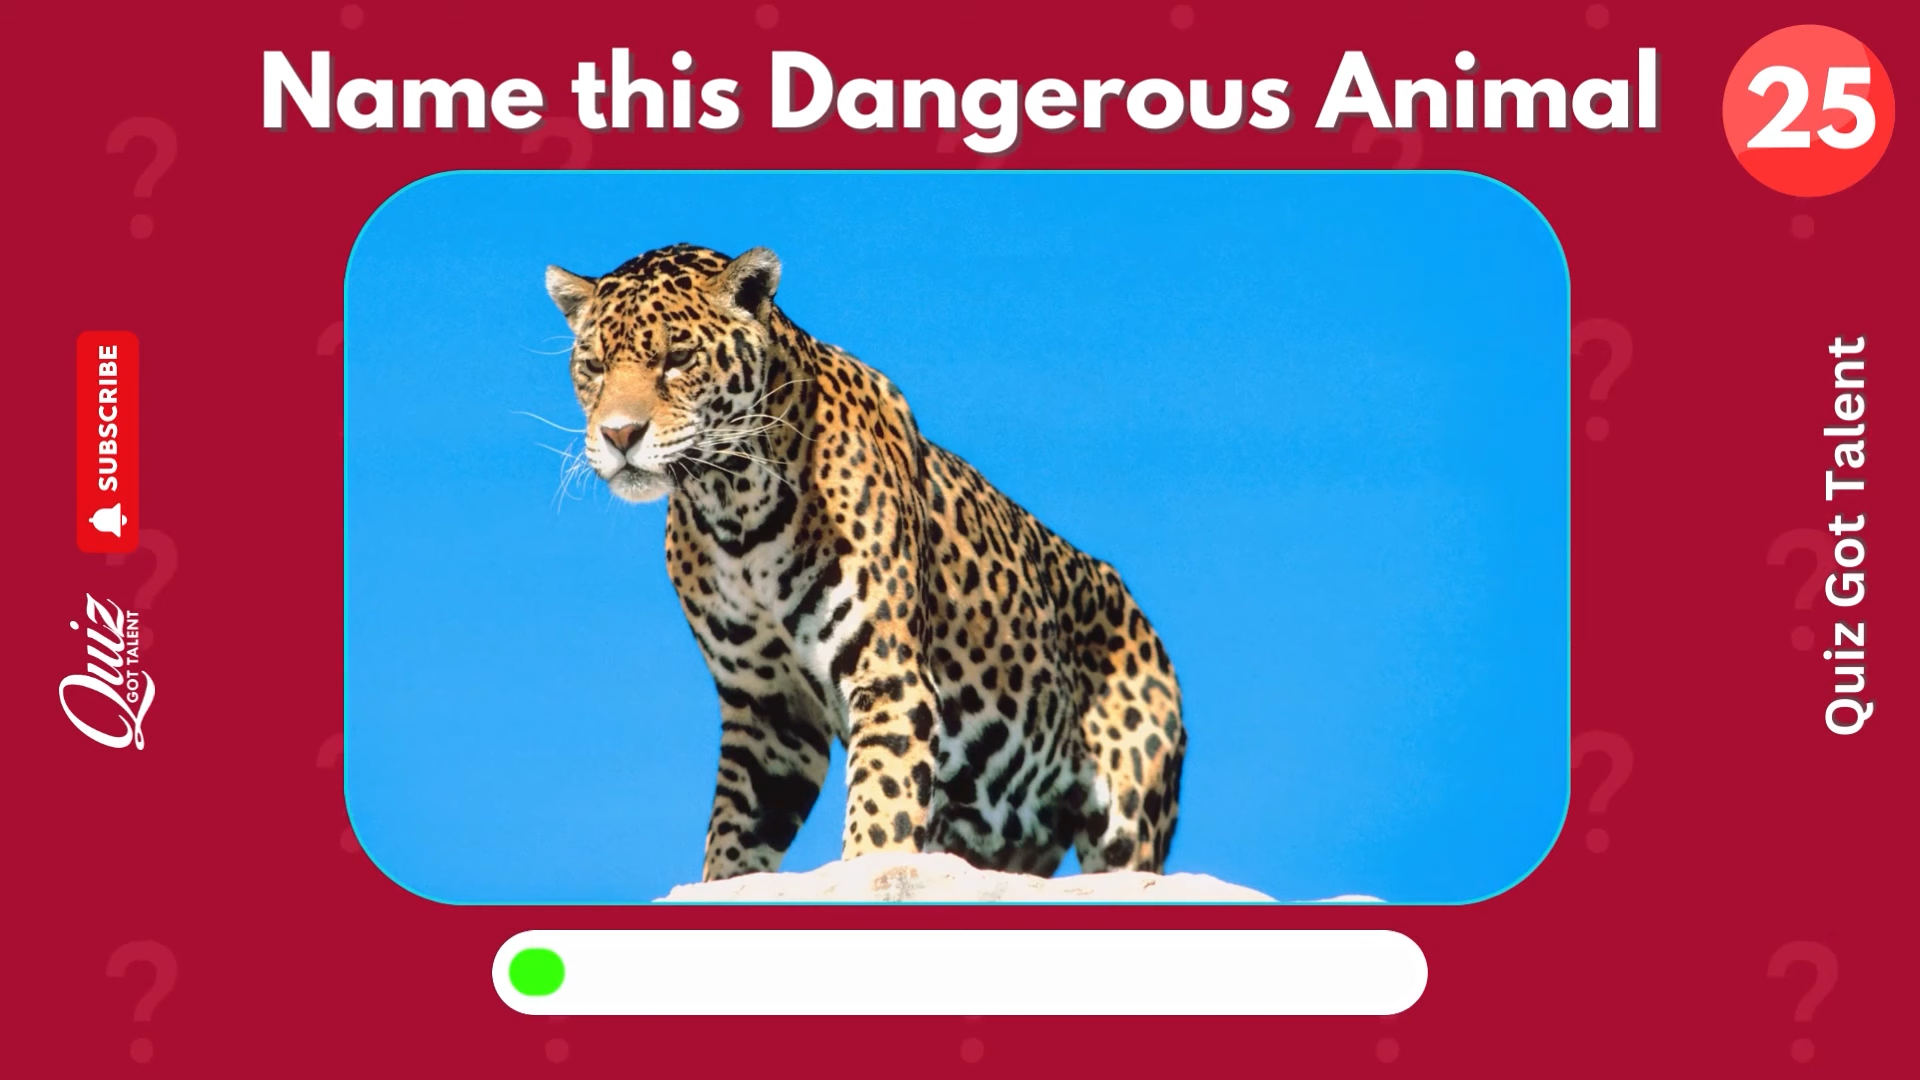 Name this Dangerous Animal
25
SUBSCRIBE
Quiz
GOT TALENT
Quiz Got Talent